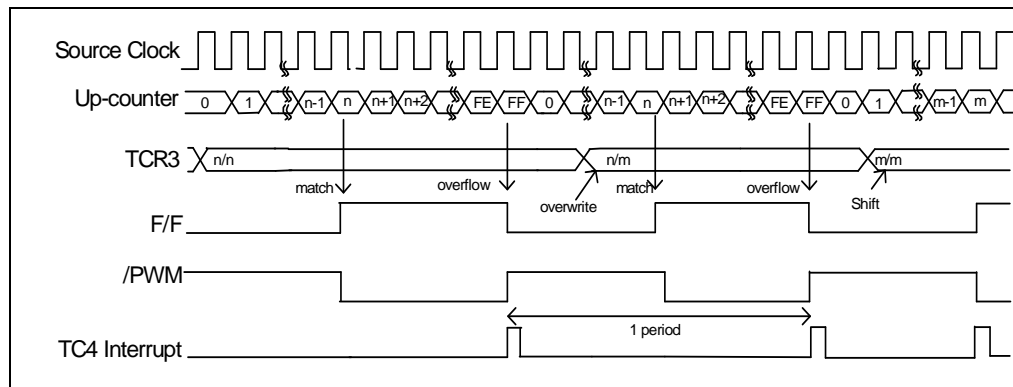 Source Clock
Up-counter 0 1 n-1 n n+1 n+2 FE FF 0 n-1 n n+1 n+2 FE FF 0 1 m-1 m
TCR3 n/n n/m m/m
match overflow overwrite match overflow Shift
F/F
/PWM
1 period
TC4 Interrupt